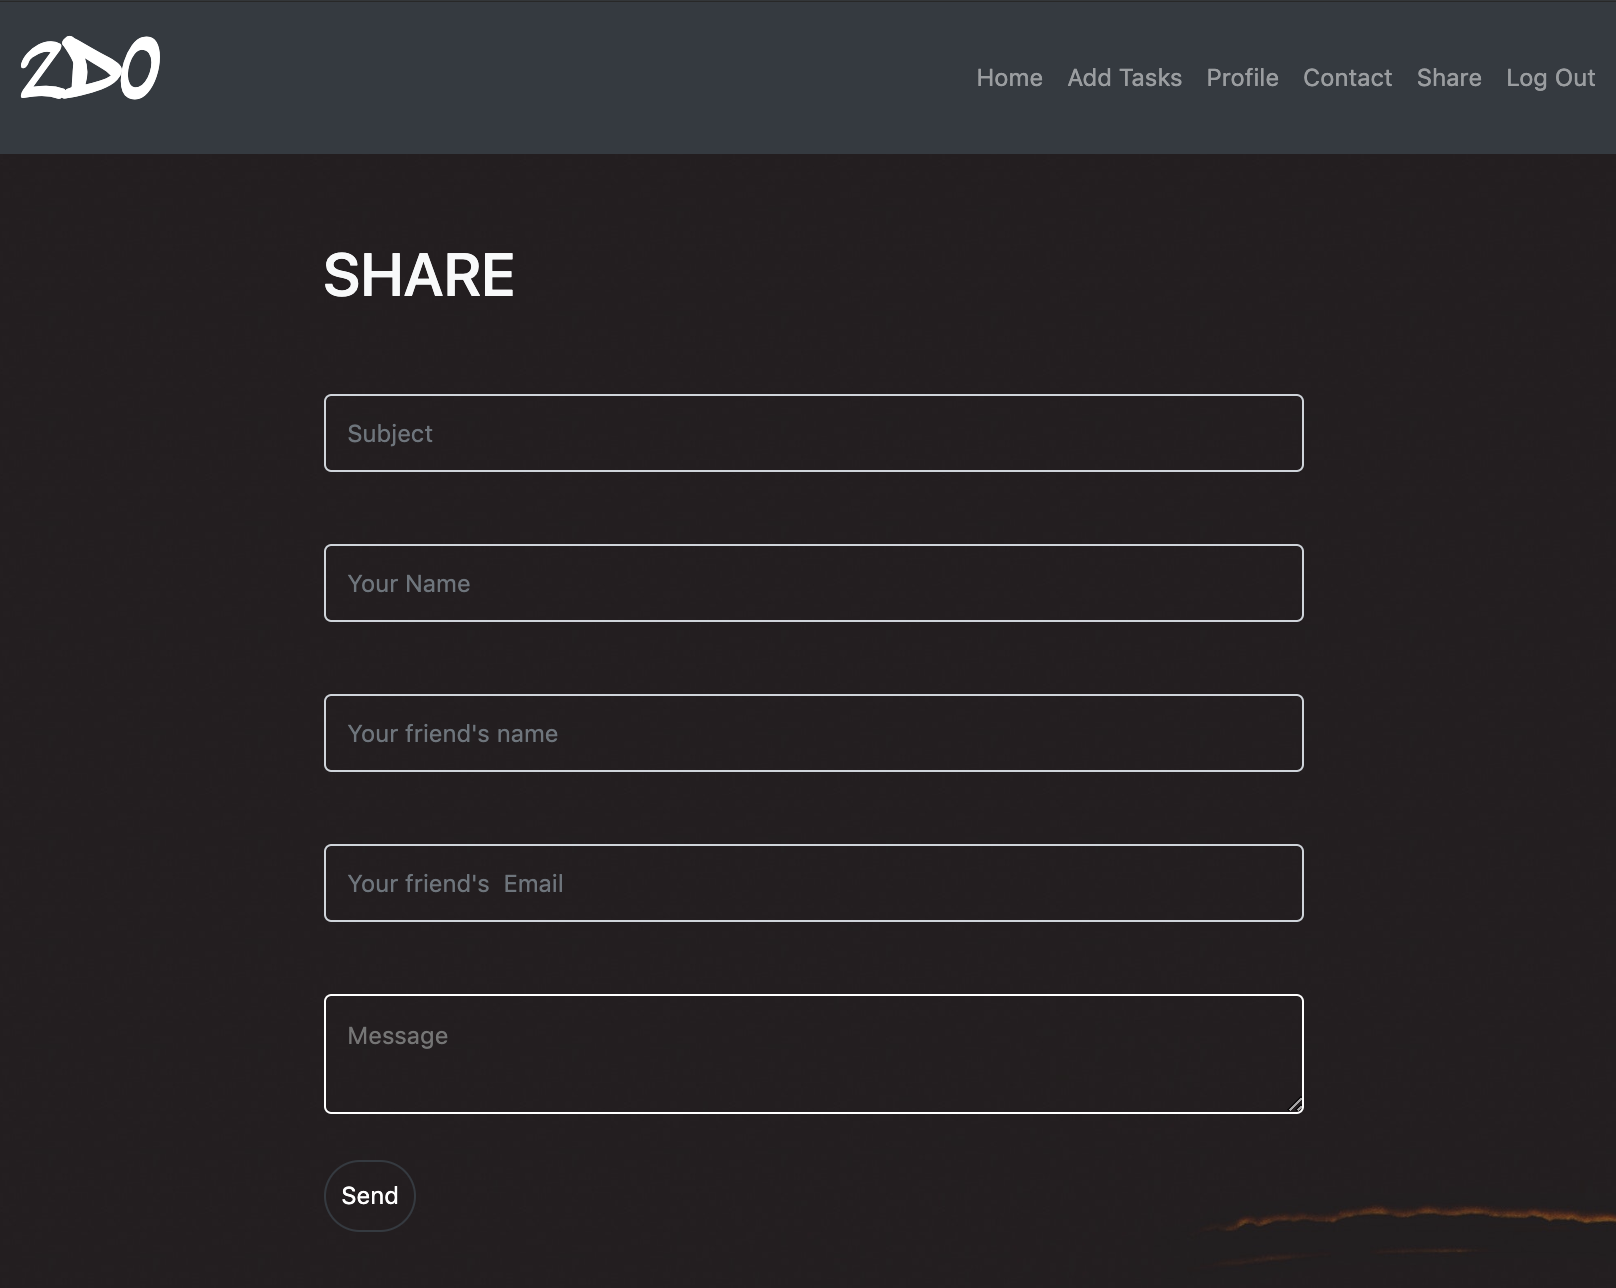 2DO
Home Add Tasks Profile Contact Share Log Out
SHARE
Subject
Your Name
Your friend's name
Your friend's  Email
Message
Send